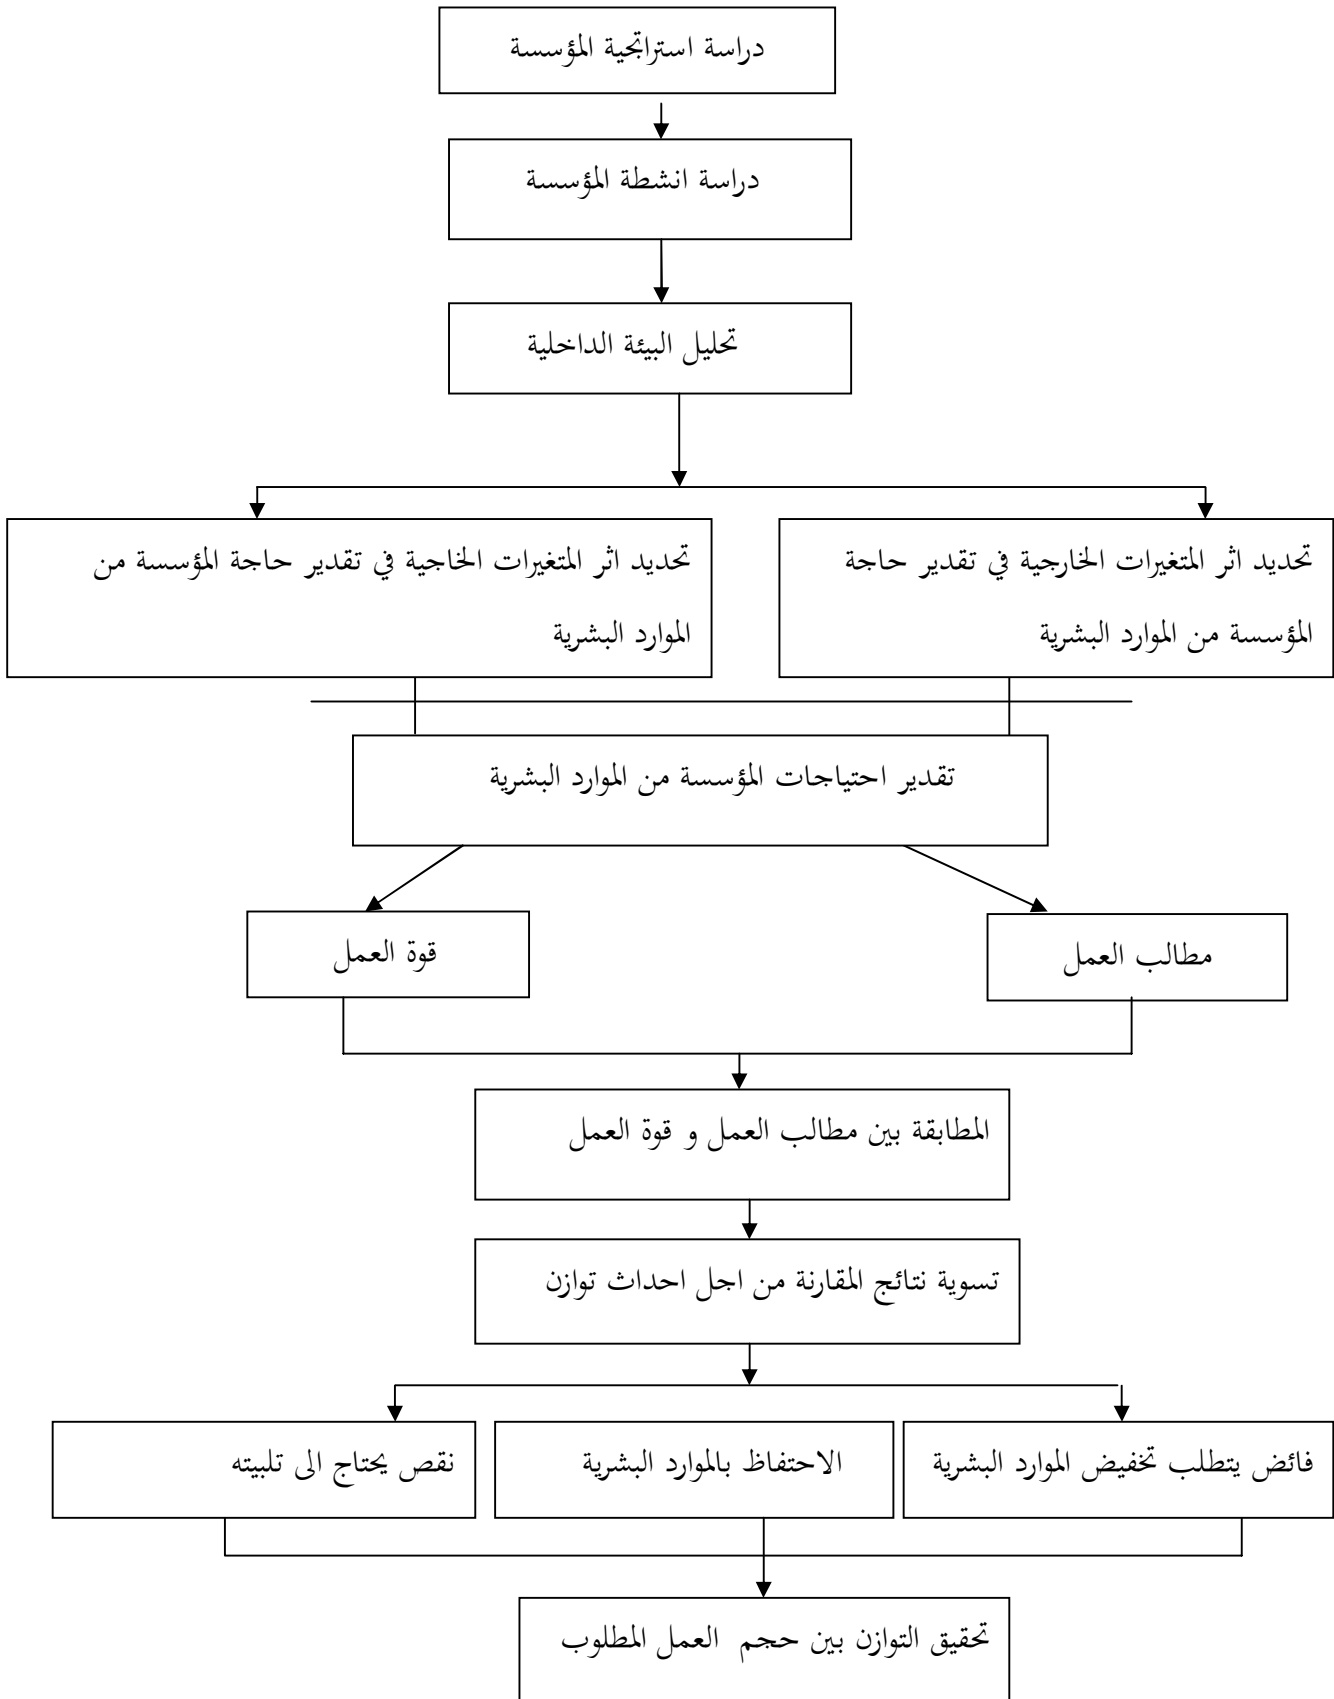 دراسة استراتجية المؤسسة
دراسة انشطة المؤسسة
تحليل البيئة الداخلية
تحديد اثر المتغيرات الخارجية في تقدير حاجة
المؤسسة من الموارد البشرية
تحديد اثر المتغيرات الخاجية في تقدير حاجة المؤسسة من
الموارد البشرية
تقدير احتياجات المؤسسة من الموارد البشرية
مطالب العمل
قوة العمل
المطابقة بين مطالب العمل و قوة العمل
تسوية نتائج المقارنة من اجل احداث توازن
فائض يتطلب تخفيض الموارد البشرية
الاحتفاظ بالموارد البشرية
نقص يحتاج الى تلبيته
تحقيق التوازن بين حجم العمل المطلوب